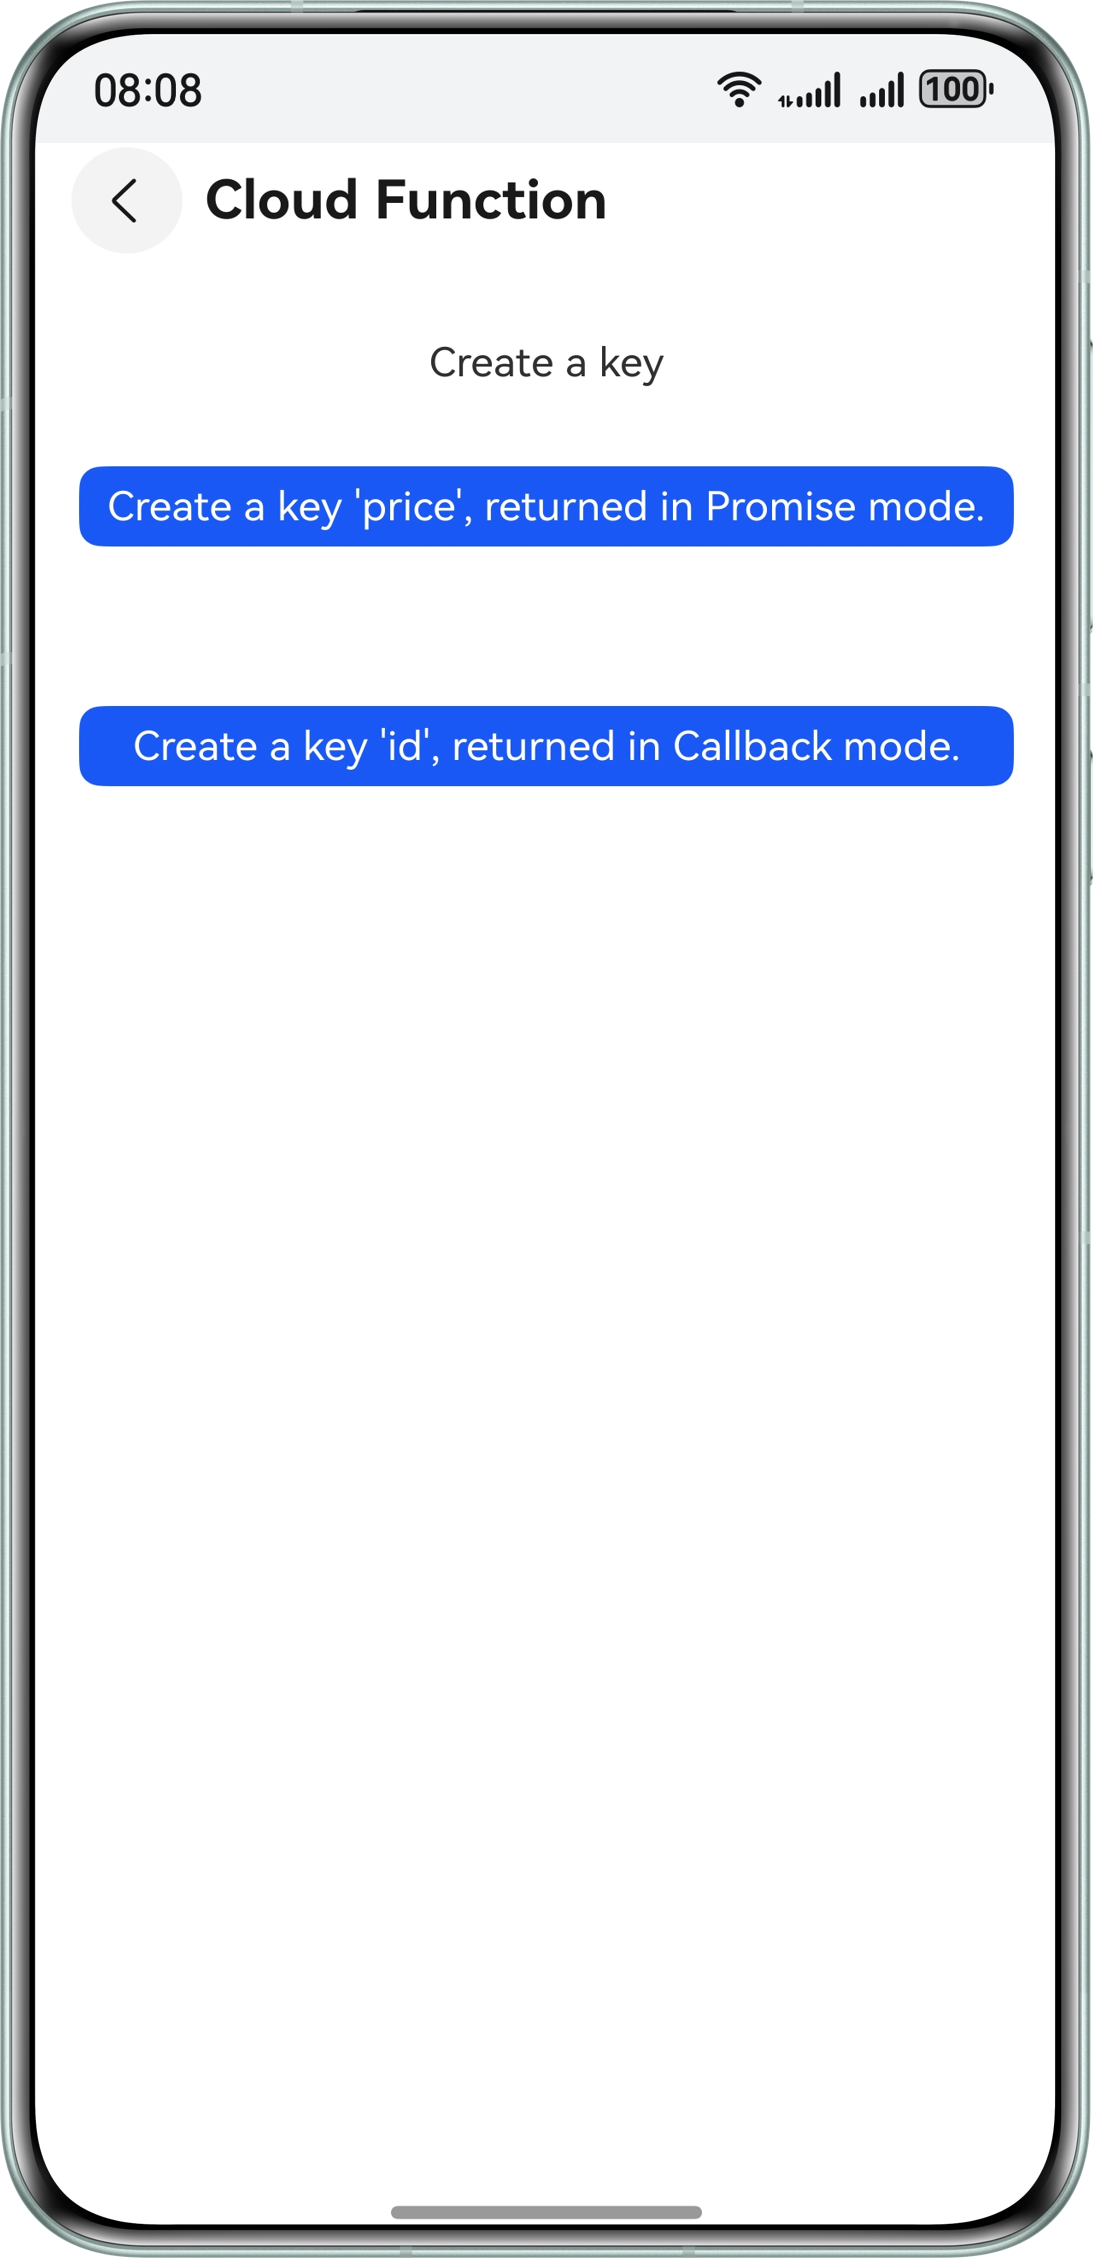 08:08
100
Cloud Function
Create a key
Create a key 'price', returned in Promise mode.
Create a key 'id', returned in Callback mode.